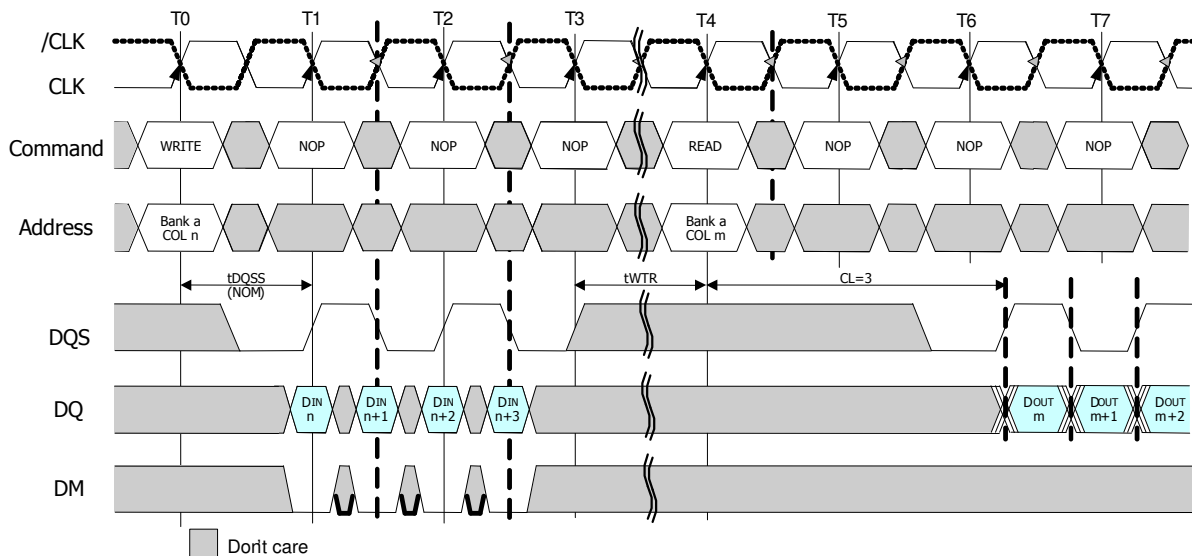 T0 T1 T2 T3 T4 T5 T6 T7
/CLK
CLK
Command WRITE NOP NOP NOP READ NOP NOP NOP
Address Bank a COL n Bank a COL m
tDQSS (NOM) tWTR CL=3
DQS
DQ DIN n DIN n+1 DIN n+2 DIN n+3 DOUT m DOUT m+1 DOUT m+2
DM
Don't care